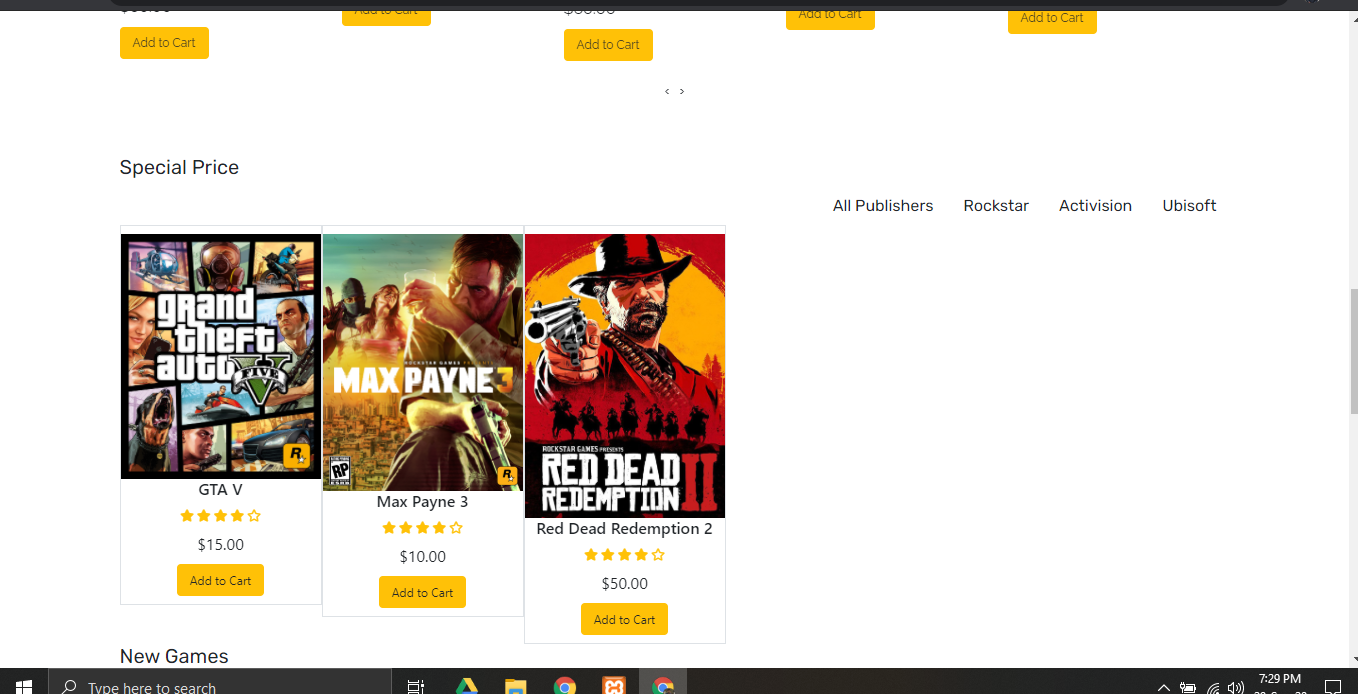 Add to Cart
Add to Cart
Add to Cart
Add to Cart
Add to Cart
‹ ›
Special Price
All Publishers Rockstar Activision Ubisoft
grand
theft
auto
FIVE
V
R
GTA V
$15.00
Add to Cart
ROCKSTAR GAMES PRESENTS
MAX PAYNE 3
RP
R
Max Payne 3
$10.00
Add to Cart
ROCKSTAR GAMES PRESENTS
RED DEAD
REDEMPTION II
Red Dead Redemption 2
$50.00
Add to Cart
New Games
Type here to search
7:29 PM